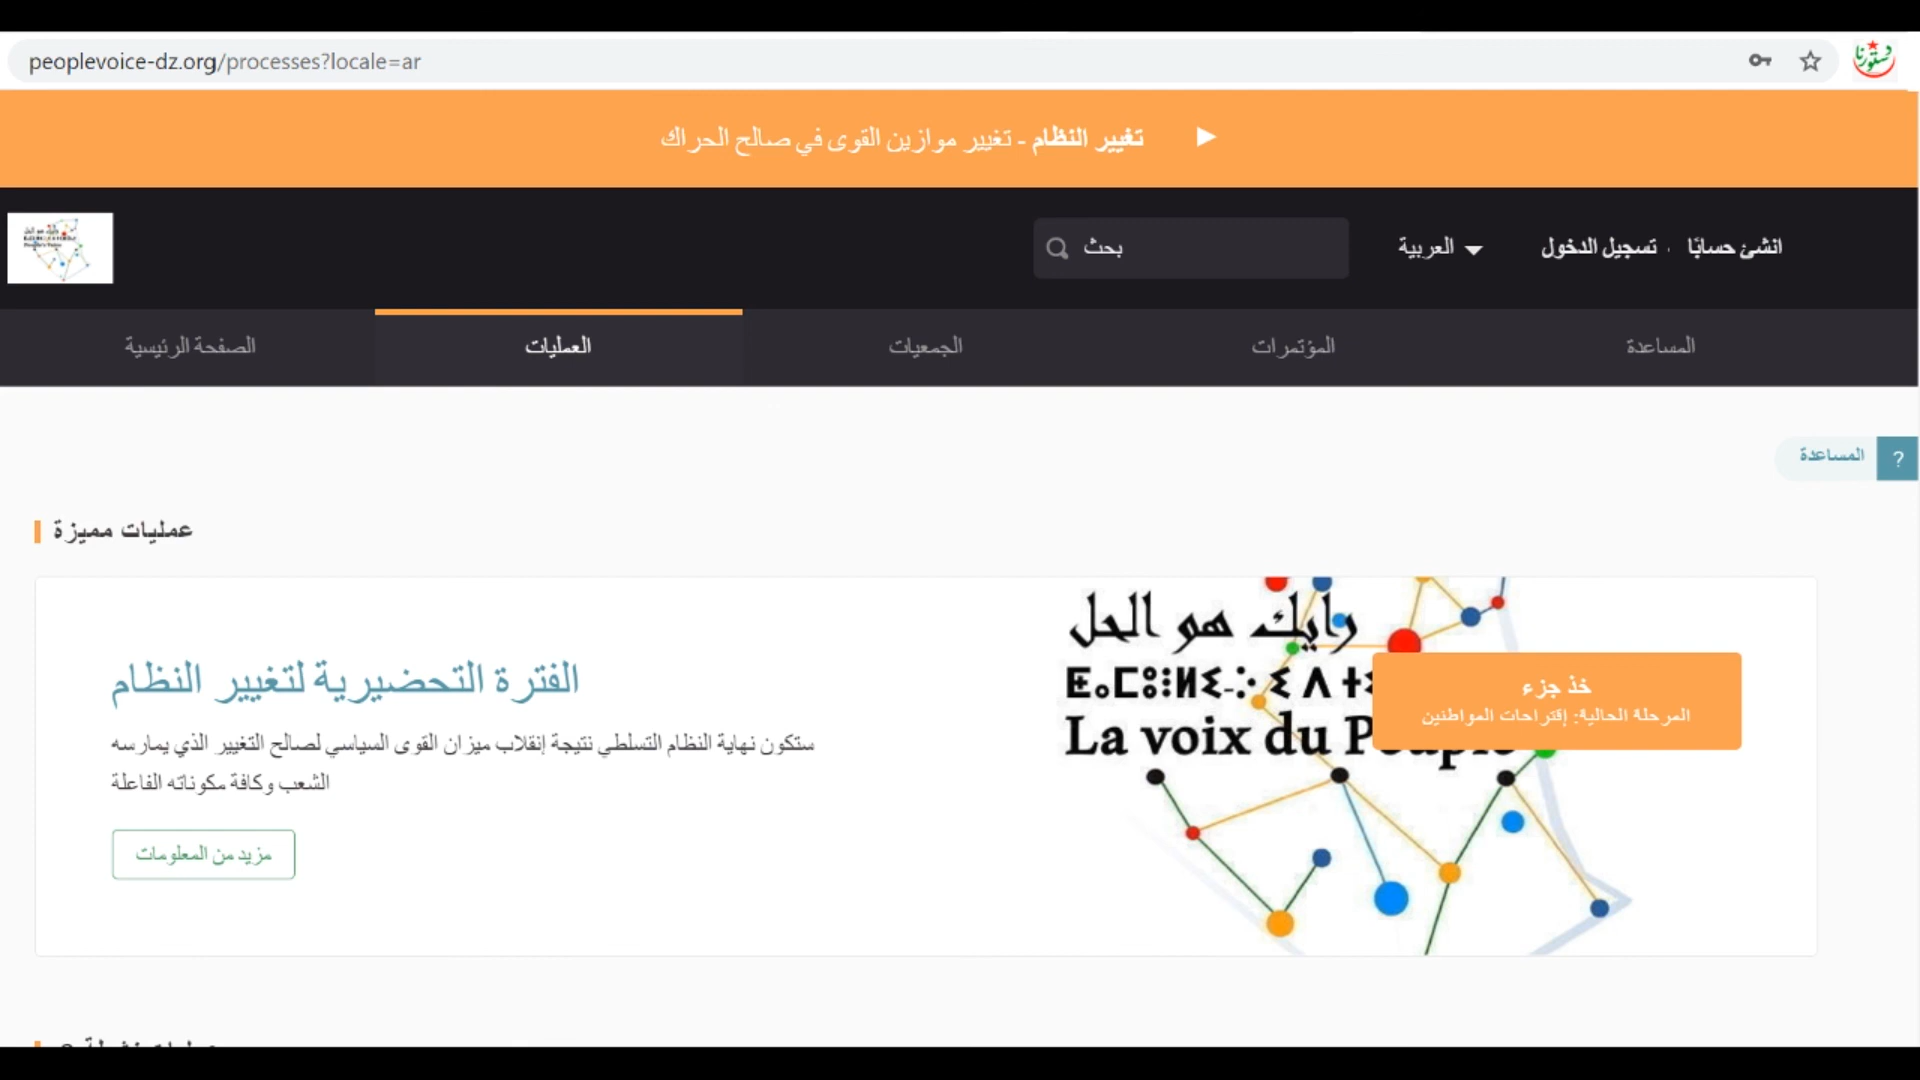 peoplevoice-dz.org/processes?locale=ar
دستورنا
تغيير النظام - تغيير موازين القوى في صالح الحراك
بحث
العربية
انشئ حسابًا
تسجيل الدخول
الصفحة الرئيسية
العمليات
الجمعيات
المؤتمرات
المساعدة
المساعدة ?
عمليات مميزة
الفترة التحضيرية لتغيير النظام
ستكون نهاية النظام التسلطي نتيجة إنقلاب ميزان القوى السياسي لصالح التغيير الذي يمارسه
الشعب وكافة مكوناته الفاعلة
مزيد من المعلومات
رايك هو الحل
La voix du Peuple
خذ جزء
المرحلة الحالية: إقتراحات المواطنين